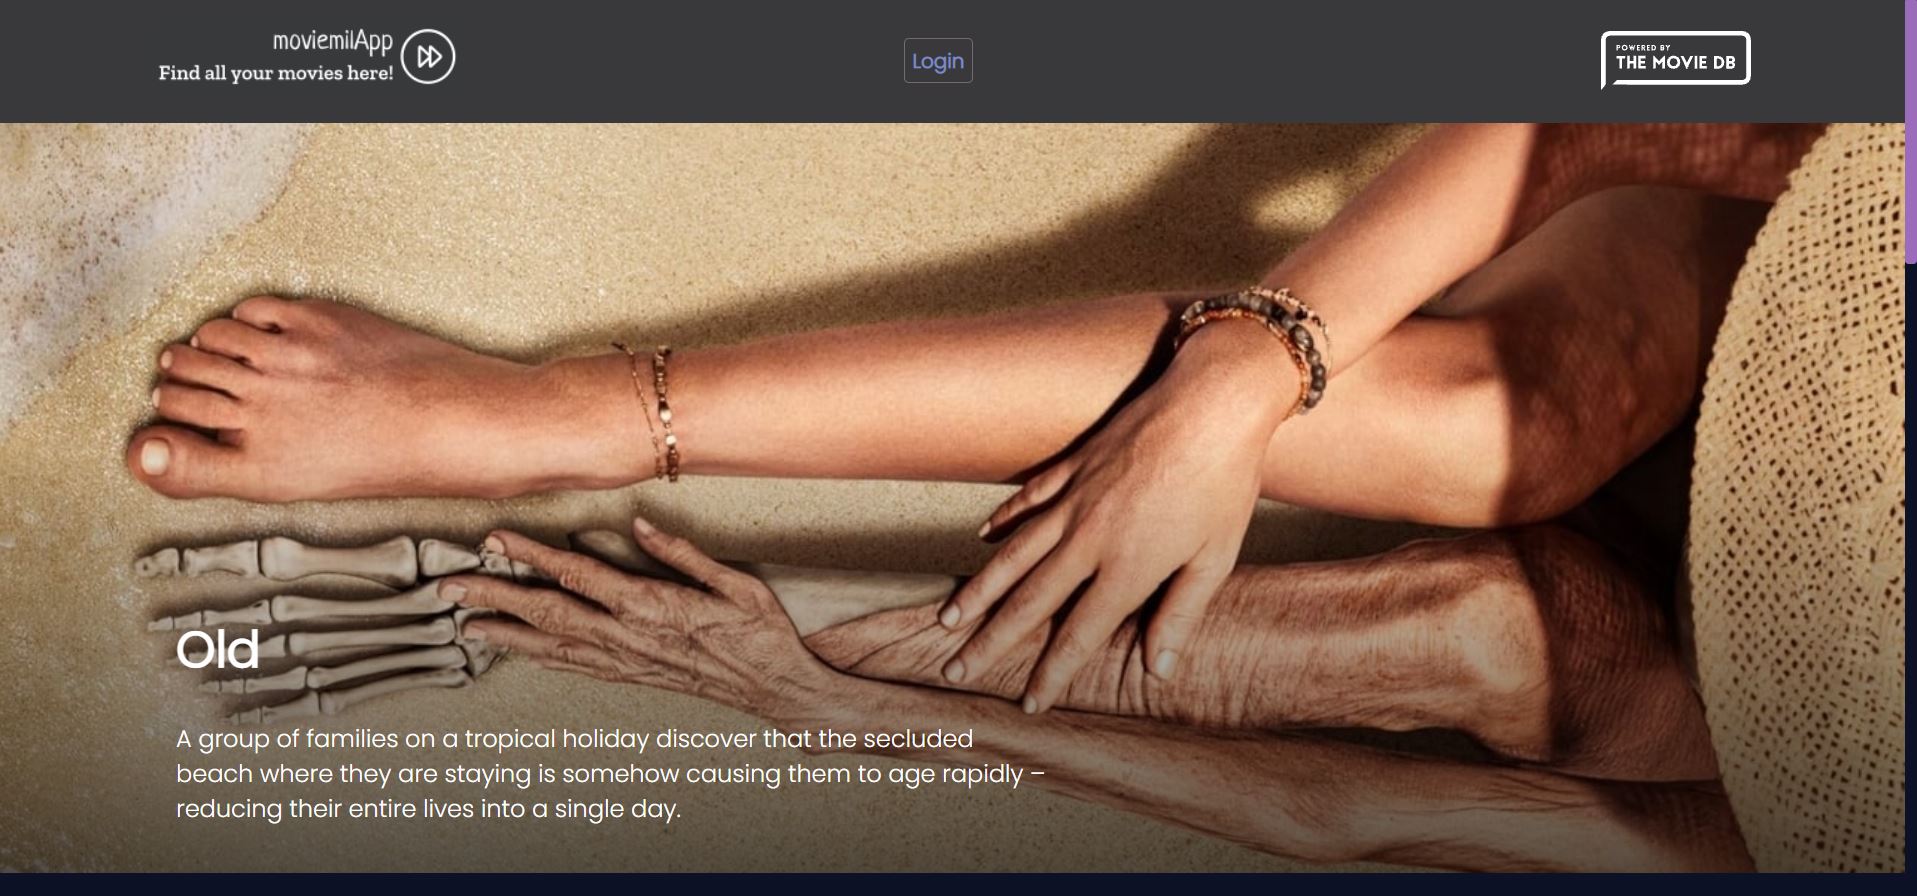 moviemilApp
Find all your movies here!
Login
POWERED BY
THE MOVIE DB
Old
A group of families on a tropical holiday discover that the secluded
beach where they are staying is somehow causing them to age rapidly –
reducing their entire lives into a single day.